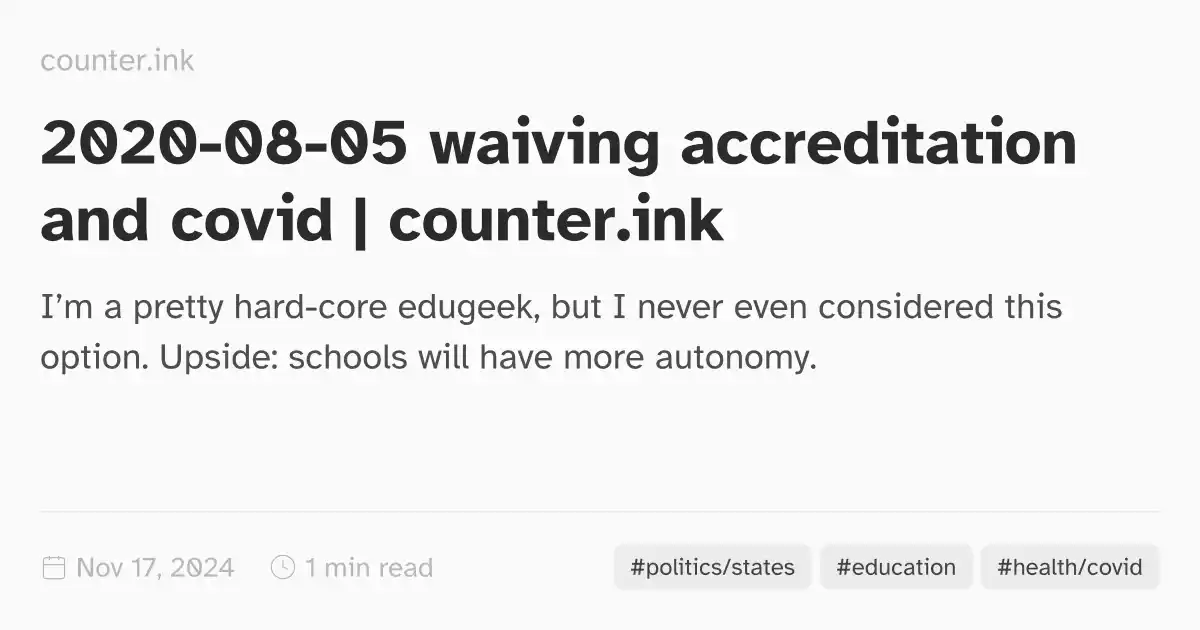 counter.ink
2020-08-05 waiving accreditation
and covid | counter.ink
I’m a pretty hard-core edugeek, but I never even considered this
option. Upside: schools will have more autonomy.
Nov 17, 2024 1 min read #politics/states #education #health/covid